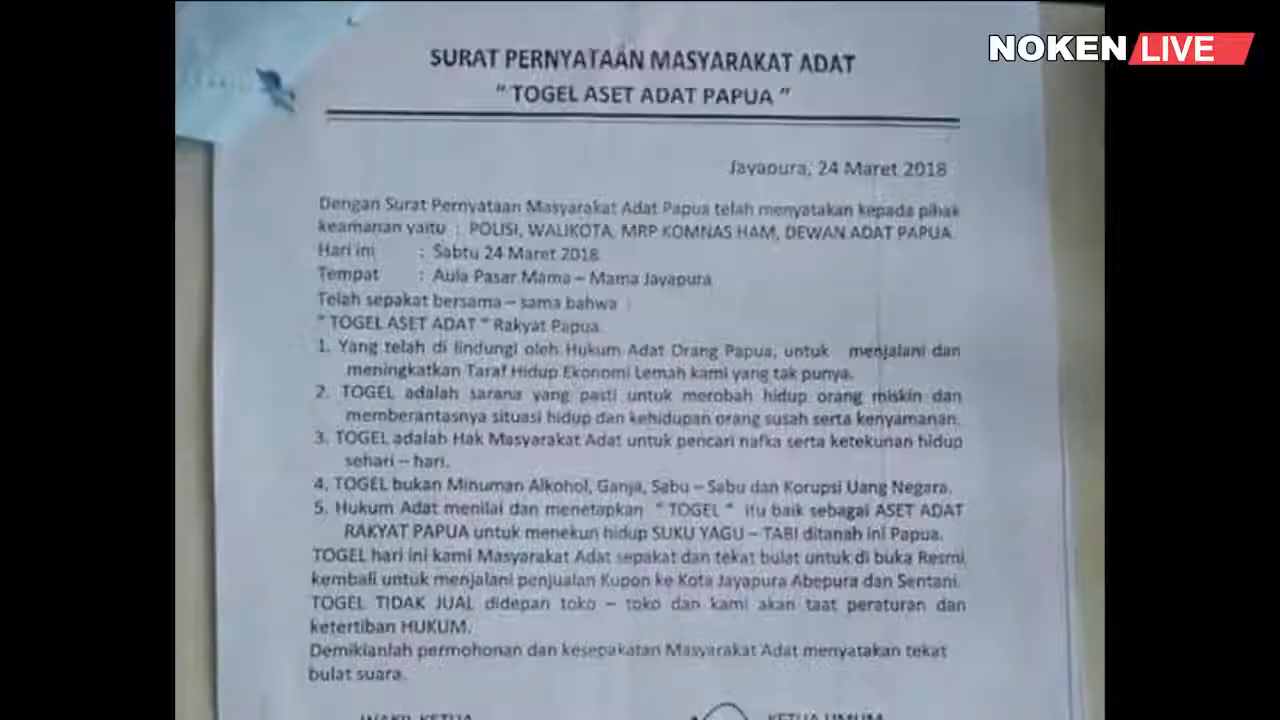 NOKEN LIVE
SURAT PERNYATAAN MASYARAKAT ADAT
" TOGEL ASET ADAT PAPUA "
Jayapura, 24 Maret 2018
Dengan Surat Pernyataan Masyarakat Adat Papua telah menyatakan kepada pihak
keamanan yaitu : POLISI, WALIKOTA, MRP KOMNAS HAM, DEWAN ADAT PAPUA.
Hari ini : Sabtu 24 Maret 2018
Tempat : Aula Pasar Mama – Mama Jayapura
Telah sepakat bersama – sama bahwa :
" TOGEL ASET ADAT " Rakyat Papua.
1. Yang telah di lindungi oleh Hukum Adat Orang Papua, untuk menjalani dan
meningkatkan Taraf Hidup Ekonomi Lemah kami yang tak punya.
2. TOGEL adalah sarana yang pasti untuk merobah hidup orang miskin dan
memberantasnya situasi hidup dan kehidupan orang susah serta kenyamanan.
3. TOGEL adalah Hak Masyarakat Adat untuk pencari nafka serta ketekunan hidup
sehari – hari.
4. TOGEL bukan Minuman Alkohol, Ganja, Sabu – Sabu dan Korupsi Uang Negara.
5. Hukum Adat menilai dan menetapkan " TOGEL " itu baik sebagai ASET ADAT
RAKYAT PAPUA untuk menekun hidup SUKU YAGU – TABI ditanah ini Papua.
TOGEL hari ini kami Masyarakat Adat sepakat dan tekat bulat untuk di buka Resmi
kembali untuk menjalani penjualan Kupon ke Kota Jayapura Abepura dan Sentani.
TOGEL TIDAK JUAL didepan toko – toko dan kami akan taat peraturan dan
ketertiban HUKUM.
Demikianlah permohonan dan kesepakatan Masyarakat Adat menyatakan tekat
bulat suara.
WAKIL KETUA KETUA UMUM